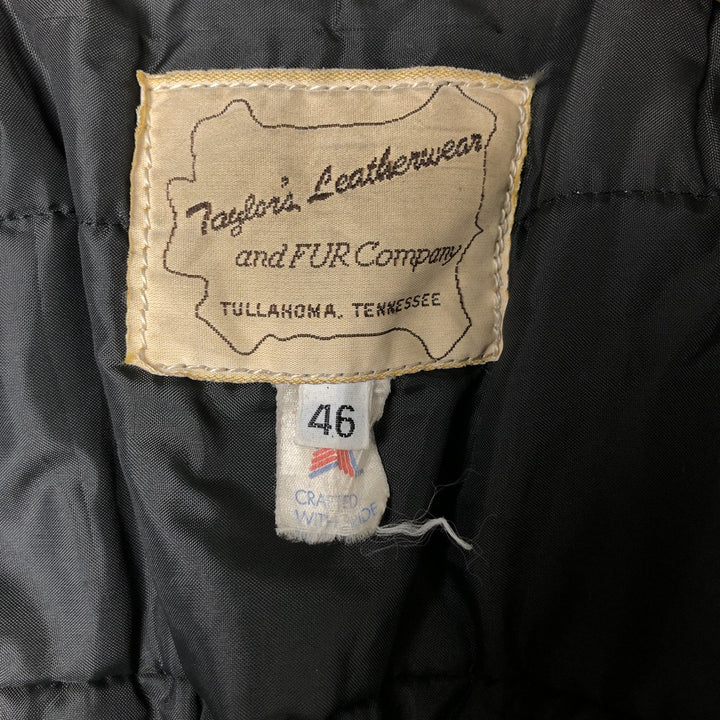 Taylor's Leatherwear
and FUR Company
TULLAHOMA, TENNESSEE
46
CRAFTED
WITH PRIDE